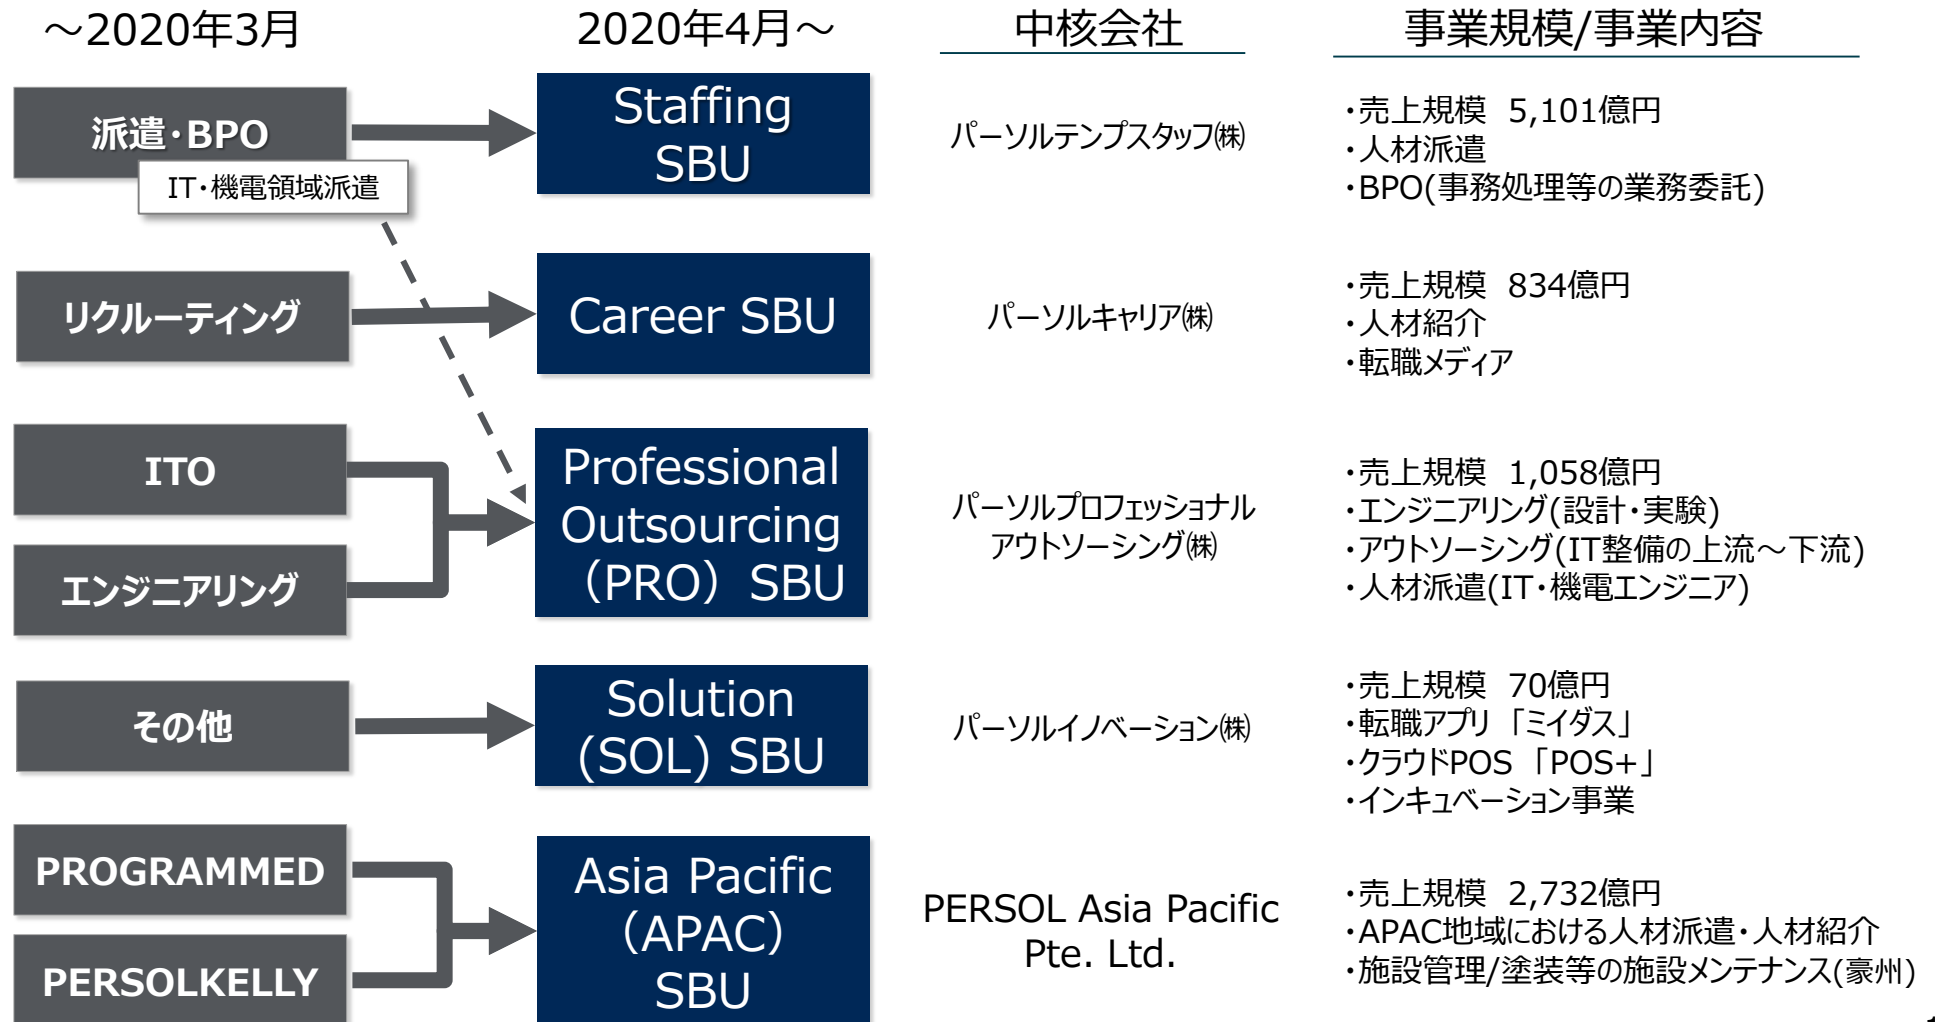 ～2020年3月
2020年4月～
中核会社
事業規模/事業内容
派遣・BPO
IT・機電領域派遣
Staffing
SBU
パーソルテンプスタッフ㈱
・売上規模 5,101億円
・人材派遣
・BPO(事務処理等の業務委託)
リクルーティング
Career SBU
パーソルキャリア㈱
・売上規模 834億円
・人材紹介
・転職メディア
ITO
エンジニアリング
Professional
Outsourcing
（PRO）SBU
パーソルプロフェッショナル
アウトソーシング㈱
・売上規模 1,058億円
・エンジニアリング(設計・実験)
・アウトソーシング(IT整備の上流～下流)
・人材派遣(IT・機電エンジニア)
その他
Solution
(SOL) SBU
パーソルイノベーション㈱
・売上規模 70億円
・転職アプリ「ミイダス」
・クラウドPOS「POS+」
・インキュベーション事業
PROGRAMMED
PERSOLKELLY
Asia Pacific
（APAC）
SBU
PERSOL Asia Pacific
Pte. Ltd.
・売上規模 2,732億円
・APAC地域における人材派遣・人材紹介
・施設管理/塗装等の施設メンテナンス(豪州)